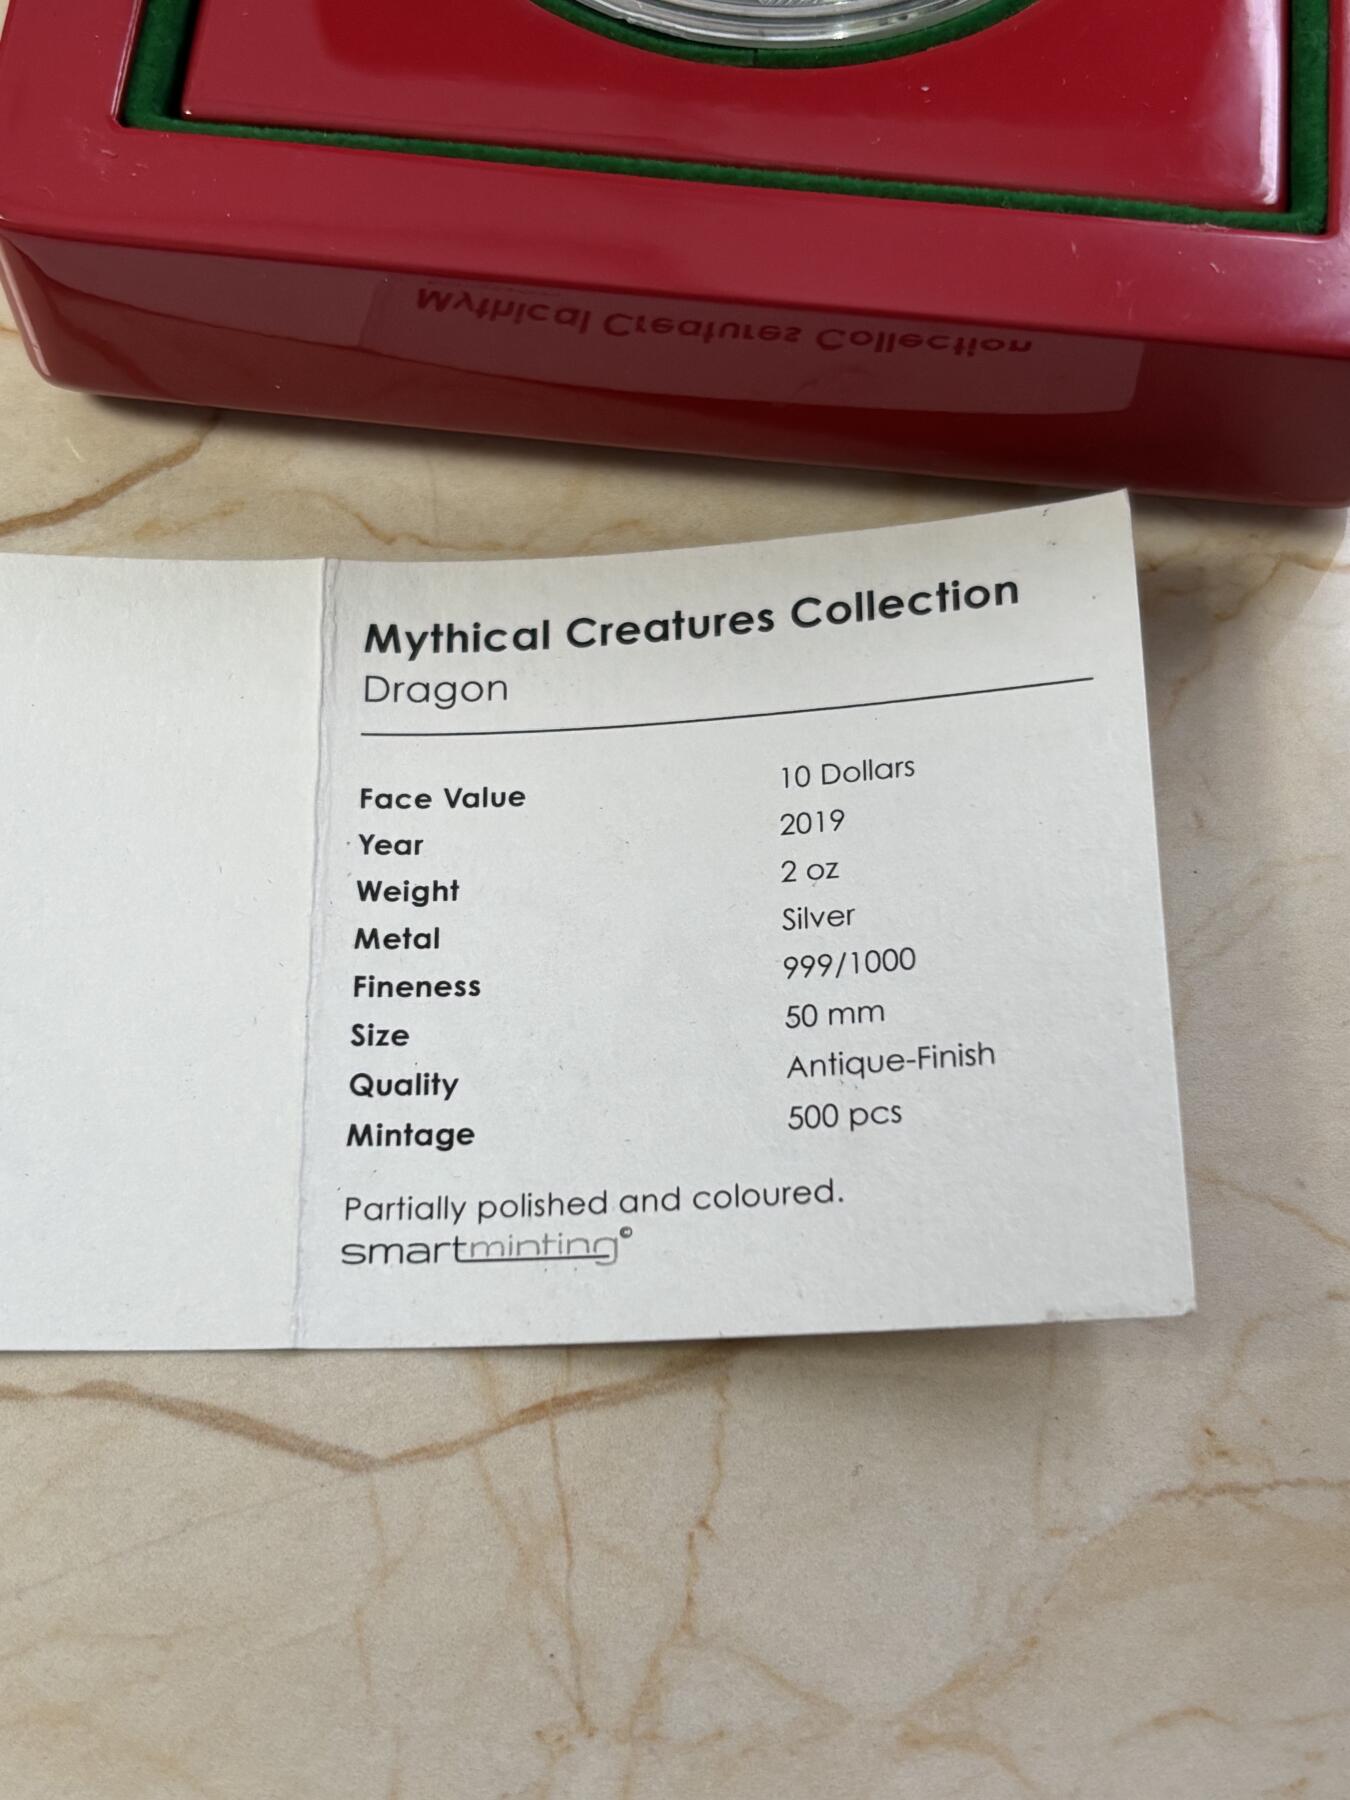 Mythical Creatures Collection
Mythical Creatures Collection
Dragon
Face Value 10 Dollars
Year 2019
Weight 2 oz
Metal Silver
Fineness 999/1000
Size 50 mm
Quality Antique-Finish
Mintage 500 pcs
Partially polished and coloured.
smartminting©